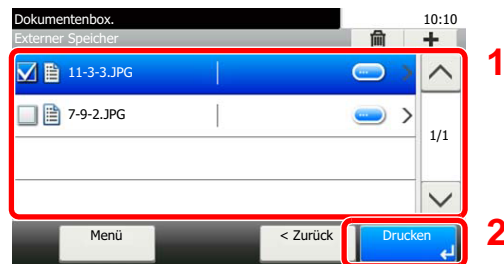 Dokumentenbox.
10:10
Externer Speicher
11-3-3.JPG
7-9-2.JPG
1/1
Menü
< Zurück
Drucken
1
2